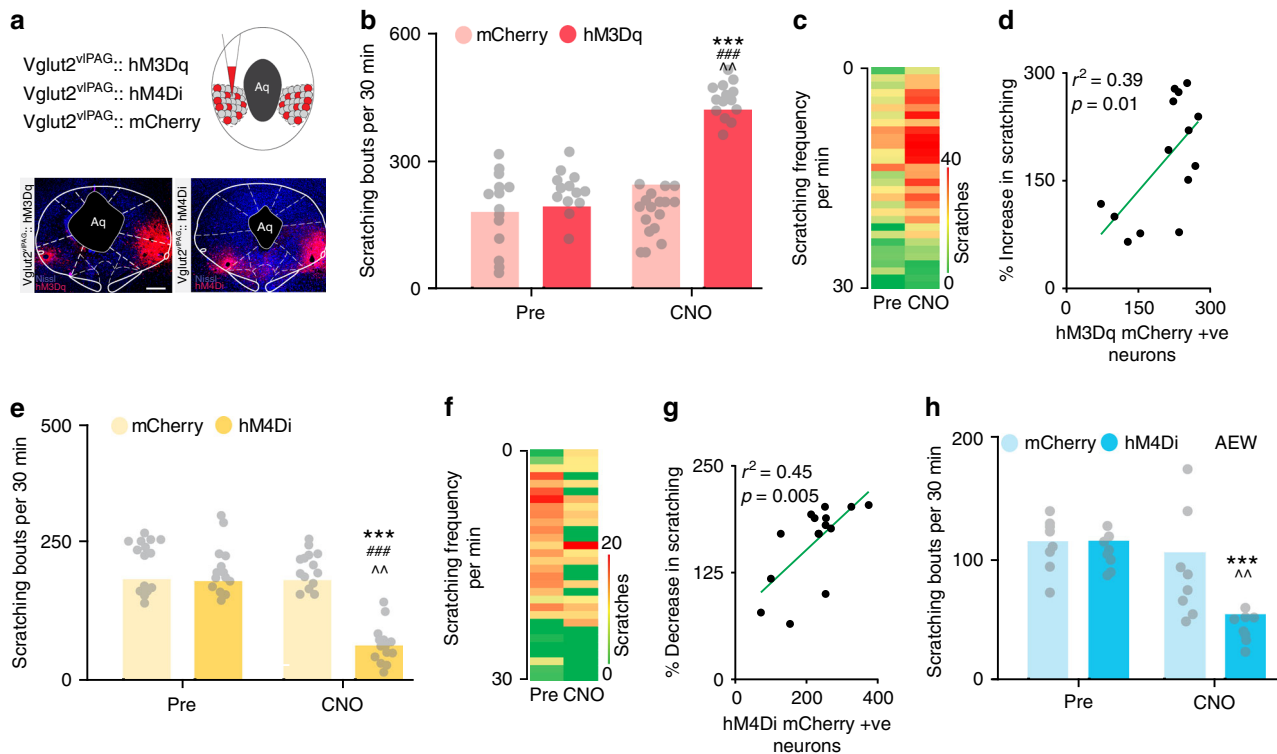 a
Vglut2vlPAG:: hM3Dq
Vglut2vlPAG:: hM4Di
Vglut2vlPAG:: mCherry
Aq
Vglut2vlPAG:: hM3Dq
Aq
Nissl
hM3Dq
Vglut2vlPAG:: hM4Di
Aq
Nissl
hM4Di
b
mCherry hM3Dq
Scratching bouts per 30 min
600
300
0
***
###
^^
Pre CNO
c
Scratching frequency
per min
0
30
Pre CNO
40
Scratches
0
d
% Increase in scratching
300
150
0
r2 = 0.39
p = 0.01
0 150 300
hM3Dq mCherry +ve
neurons
e
mCherry hM4Di
Scratching bouts per 30 min
500
250
0
***
###
^^
Pre CNO
f
Scratching frequency
per min
0
30
Pre CNO
20
Scratches
0
g
% Decrease in scratching
250
125
0
r2 = 0.45
p = 0.005
0 200 400
hM4Di mCherry +ve
neurons
h
mCherry hM4Di AEW
Scratching bouts per 30 min
200
100
0
***
^^
Pre CNO